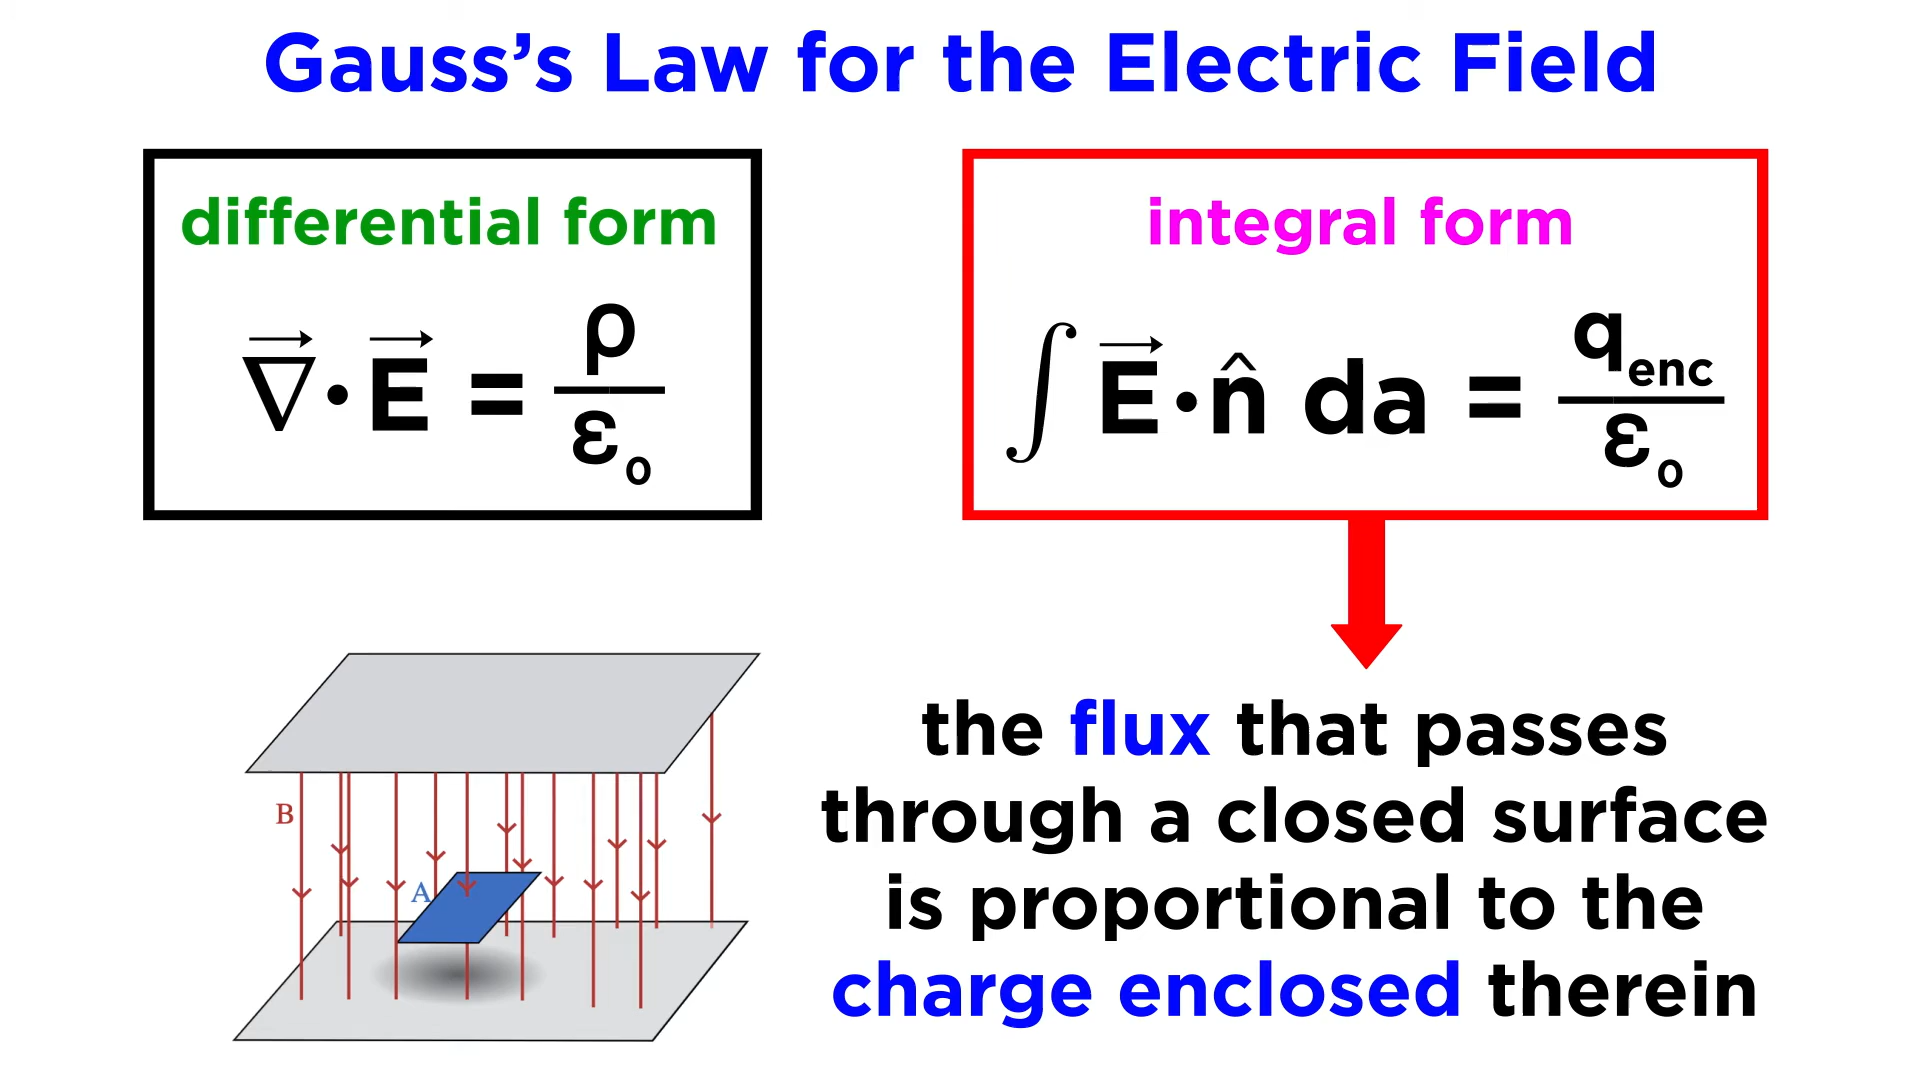 Gauss’s Law for the Electric Field
differential form
∇⃗ · E⃗ = ρ/ε₀
integral form
∫ E⃗ · n̂ da = qₑₙc/ε₀
B
A
the flux that passes
through a closed surface
is proportional to the
charge enclosed therein